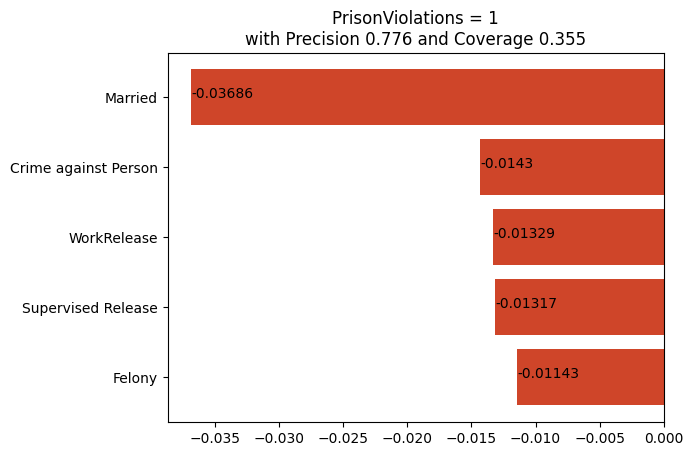 PrisonViolations = 1
with Precision 0.776 and Coverage 0.355
Married
-0.03686
Crime against Person
-0.0143
WorkRelease
-0.01329
Supervised Release
-0.01317
Felony
-0.01143
−0.035 −0.030 −0.025 −0.020 −0.015 −0.010 −0.005 0.000